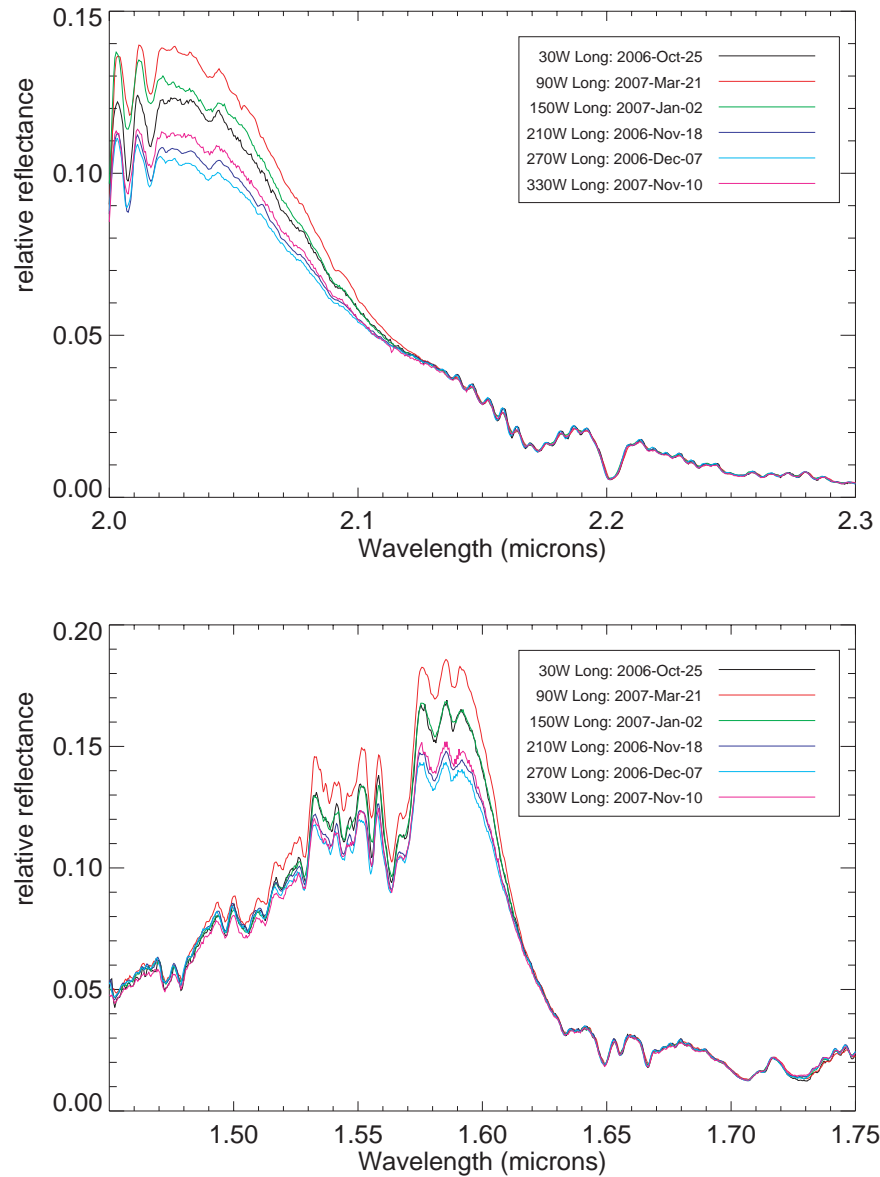 0.15
0.10
0.05
0.00
relative reflectance
30W Long: 2006-Oct-25
90W Long: 2007-Mar-21
150W Long: 2007-Jan-02
210W Long: 2006-Nov-18
270W Long: 2006-Dec-07
330W Long: 2007-Nov-10
2.0 2.1 2.2 2.3
Wavelength (microns)
0.20
0.15
0.10
0.05
0.00
relative reflectance
30W Long: 2006-Oct-25
90W Long: 2007-Mar-21
150W Long: 2007-Jan-02
210W Long: 2006-Nov-18
270W Long: 2006-Dec-07
330W Long: 2007-Nov-10
1.50 1.55 1.60 1.65 1.70 1.75
Wavelength (microns)